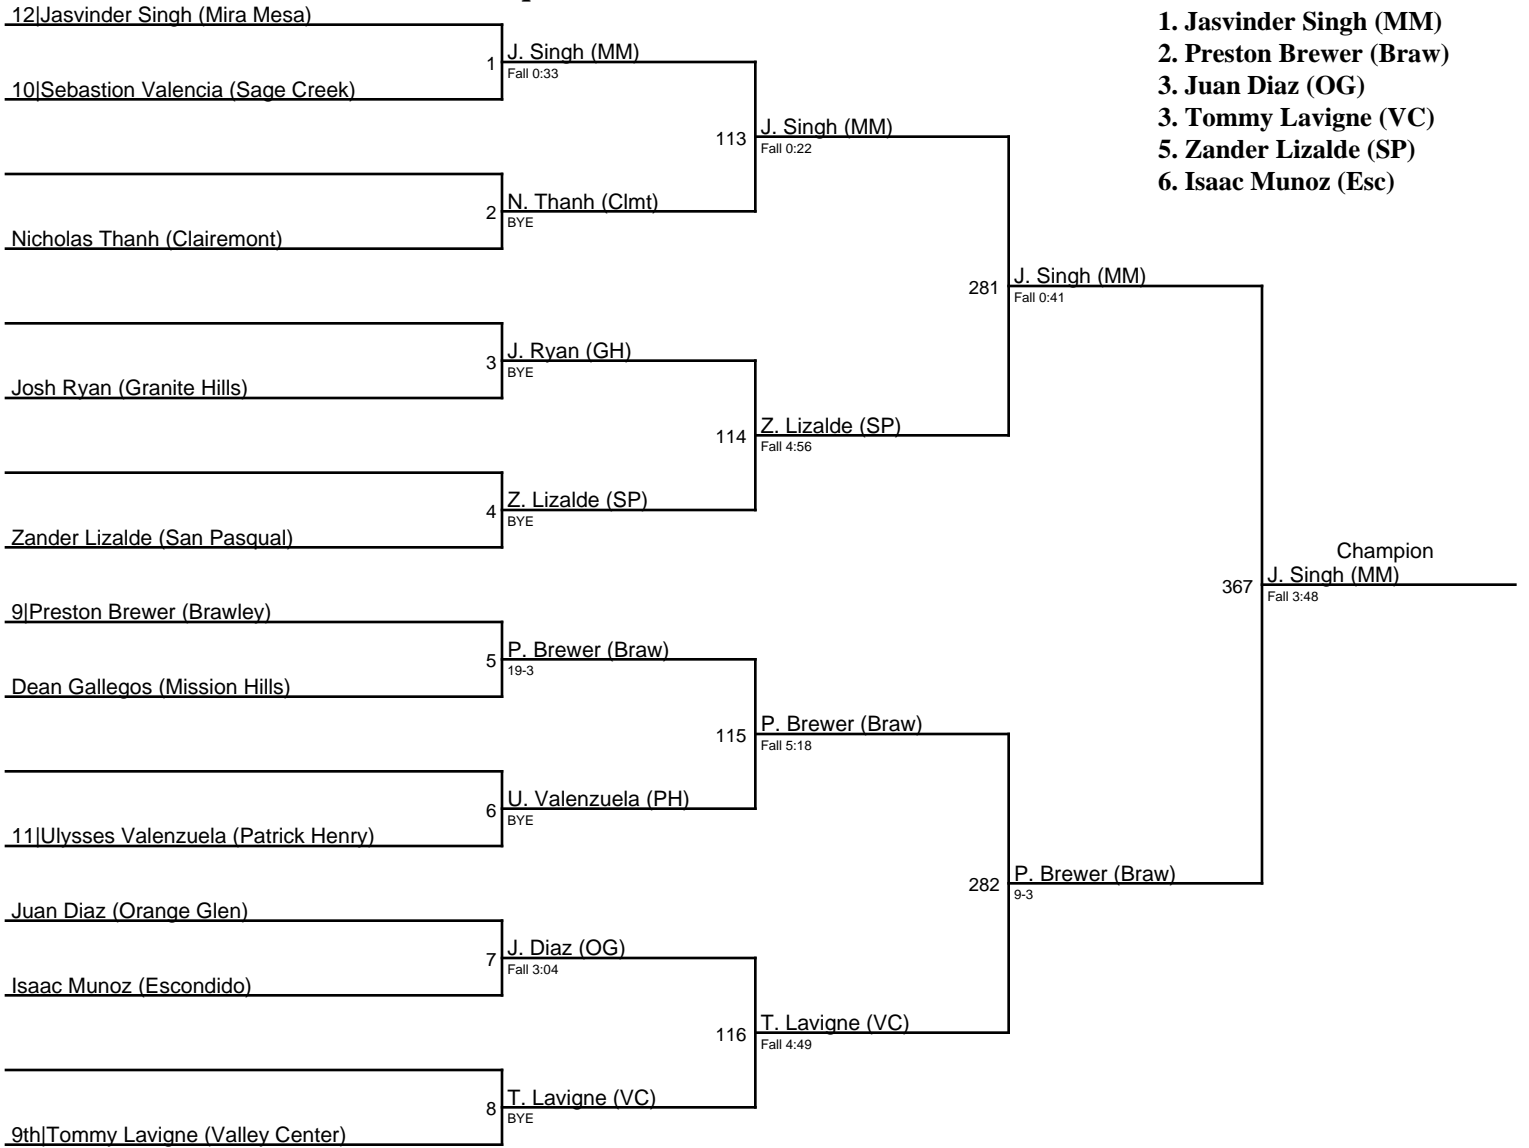 12|Jasvinder Singh (Mira Mesa)
1. Jasvinder Singh (MM)
2. Preston Brewer (Braw)
3. Juan Diaz (OG)
3. Tommy Lavigne (VC)
5. Zander Lizalde (SP)
6. Isaac Munoz (Esc)
1
J. Singh (MM)
Fall 0:33
10|Sebastion Valencia (Sage Creek)
113
J. Singh (MM)
Fall 0:22
2
N. Thanh (Clmt)
BYE
Nicholas Thanh (Clairemont)
281
J. Singh (MM)
Fall 0:41
3
J. Ryan (GH)
BYE
Josh Ryan (Granite Hills)
114
Z. Lizalde (SP)
Fall 4:56
4
Z. Lizalde (SP)
BYE
Zander Lizalde (San Pasqual)
Champion
367
J. Singh (MM)
Fall 3:48
9|Preston Brewer (Brawley)
5
P. Brewer (Braw)
19-3
Dean Gallegos (Mission Hills)
115
P. Brewer (Braw)
Fall 5:18
6
U. Valenzuela (PH)
BYE
11|Ulysses Valenzuela (Patrick Henry)
282
P. Brewer (Braw)
9-3
Juan Diaz (Orange Glen)
7
J. Diaz (OG)
Fall 3:04
Isaac Munoz (Escondido)
116
T. Lavigne (VC)
Fall 4:49
8
T. Lavigne (VC)
BYE
9th|Tommy Lavigne (Valley Center)